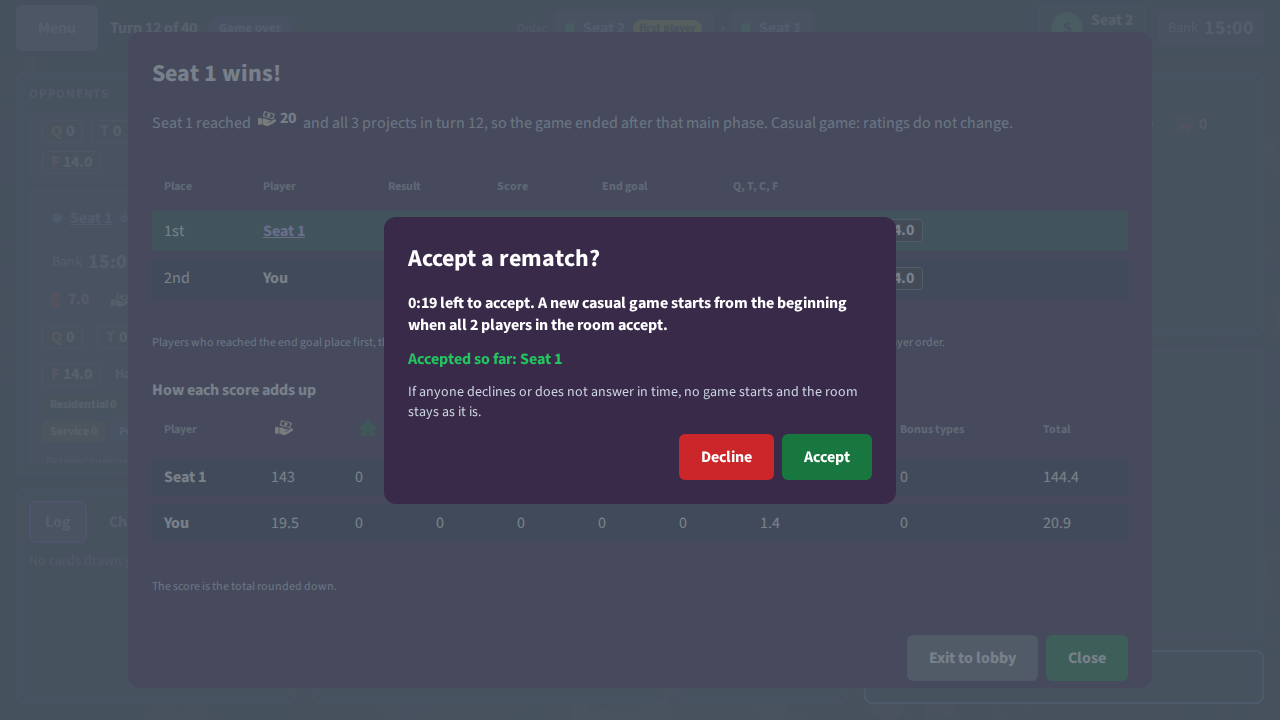 Menu
Turn 12 of 40
Game over
Order
Seat 2
first player
Seat 1
S
Seat 2
Bank 15:00
OPPONENTS
Q 0
T 0
F 14.0
0
Seat 1 wins!
Seat 1 reached 20 and all 3 projects in turn 12, so the game ended after that main phase. Casual game: ratings do not change.
Place Player Result Score End goal Q, T, C, F
1st Seat 1 4.0
2nd You 4.0
Seat 1
Bank 15:0
7.0
Q 0
T 0
F 14.0
Residential 0
Service 0
Accept a rematch?
0:19 left to accept. A new casual game starts from the beginning
when all 2 players in the room accept.
Accepted so far: Seat 1
If anyone declines or does not answer in time, no game starts and the room
stays as it is.
Decline Accept
Players who reached the end goal place first, yer order.
How each score adds up
Player Bonus types Total
Seat 1 143 0 0 144.4
You 19.5 0 0 0 0 0 1.4 0 20.9
The score is the total rounded down.
Log
Ch
No cards drawn
Exit to lobby Close